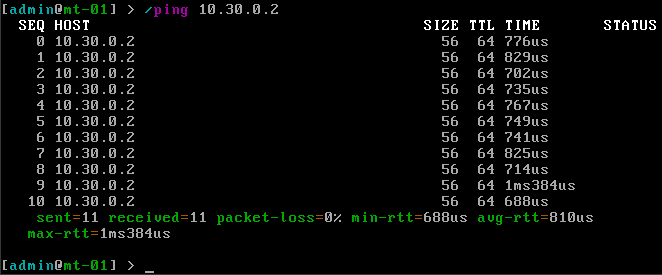 [admin@mt-01] > /ping 10.30.0.2
SEQ HOST SIZE TTL TIME STATUS
0 10.30.0.2 56 64 776us
1 10.30.0.2 56 64 829us
2 10.30.0.2 56 64 702us
3 10.30.0.2 56 64 735us
4 10.30.0.2 56 64 767us
5 10.30.0.2 56 64 749us
6 10.30.0.2 56 64 741us
7 10.30.0.2 56 64 825us
8 10.30.0.2 56 64 714us
9 10.30.0.2 56 64 1ms384us
10 10.30.0.2 56 64 688us
sent=11 received=11 packet-loss=0% min-rtt=688us avg-rtt=810us
max-rtt=1ms384us
[admin@mt-01] > _